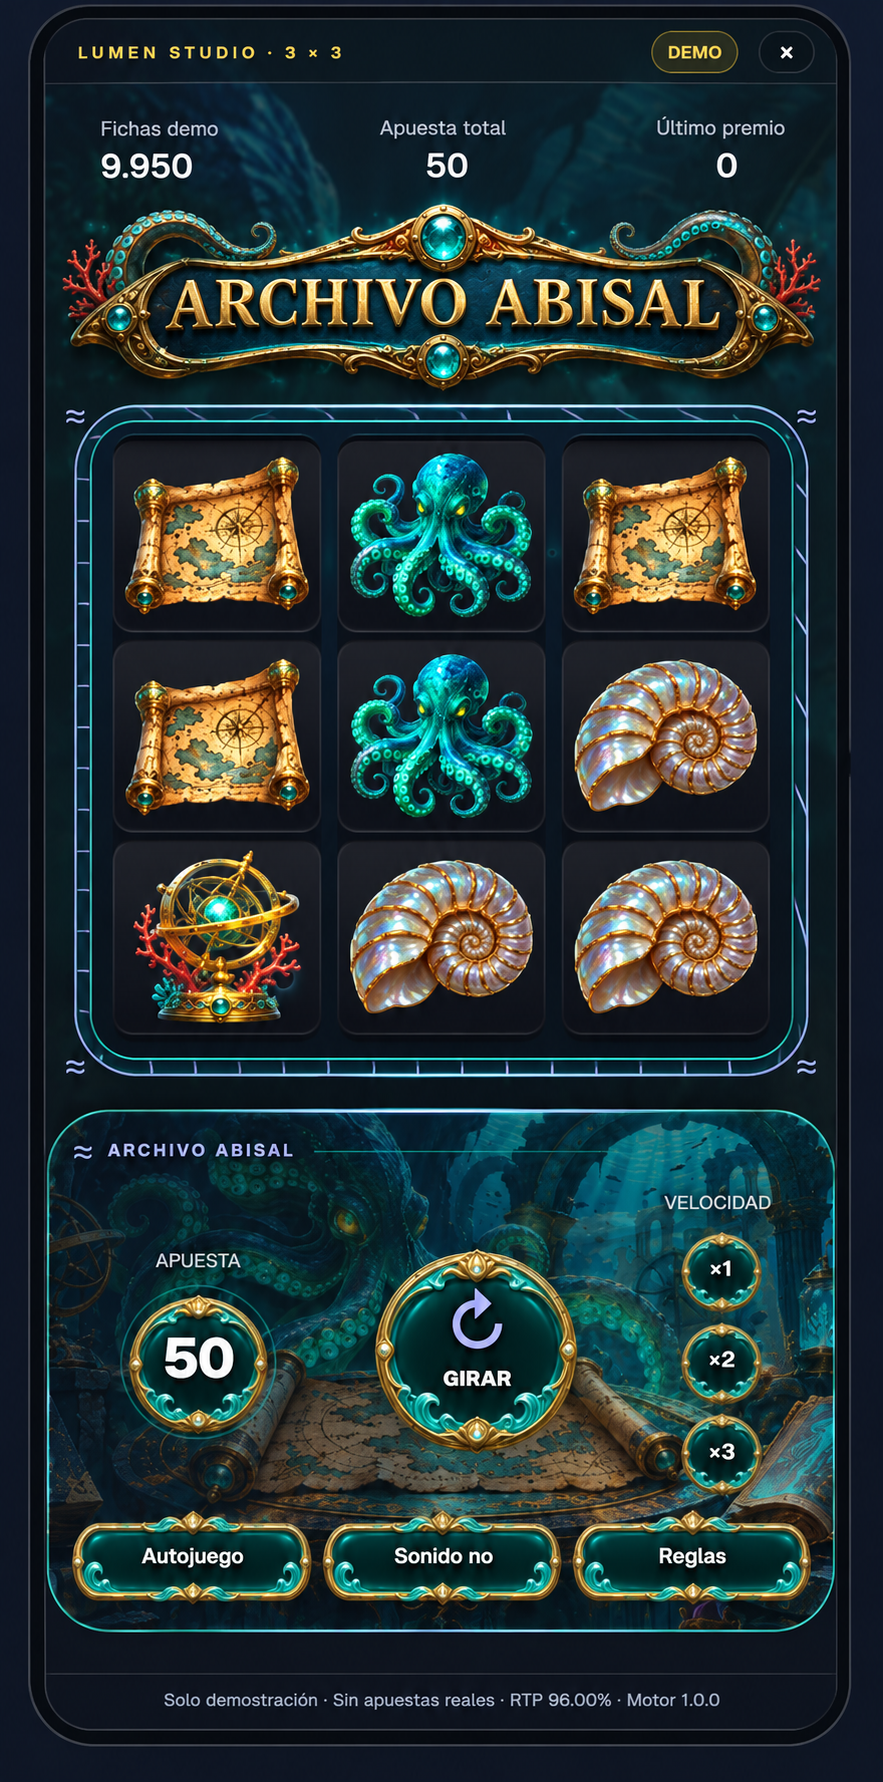 LUMEN STUDIO · 3 × 3 DEMO ×
Fichas demo Apuesta total Último premio
9.950 50 0
ARCHIVO ABISAL
≈ ARCHIVO ABISAL
VELOCIDAD
APUESTA
×1
50
GIRAR
×2
×3
Autojuego Sonido no Reglas
Solo demostración · Sin apuestas reales · RTP 96.00% · Motor 1.0.0